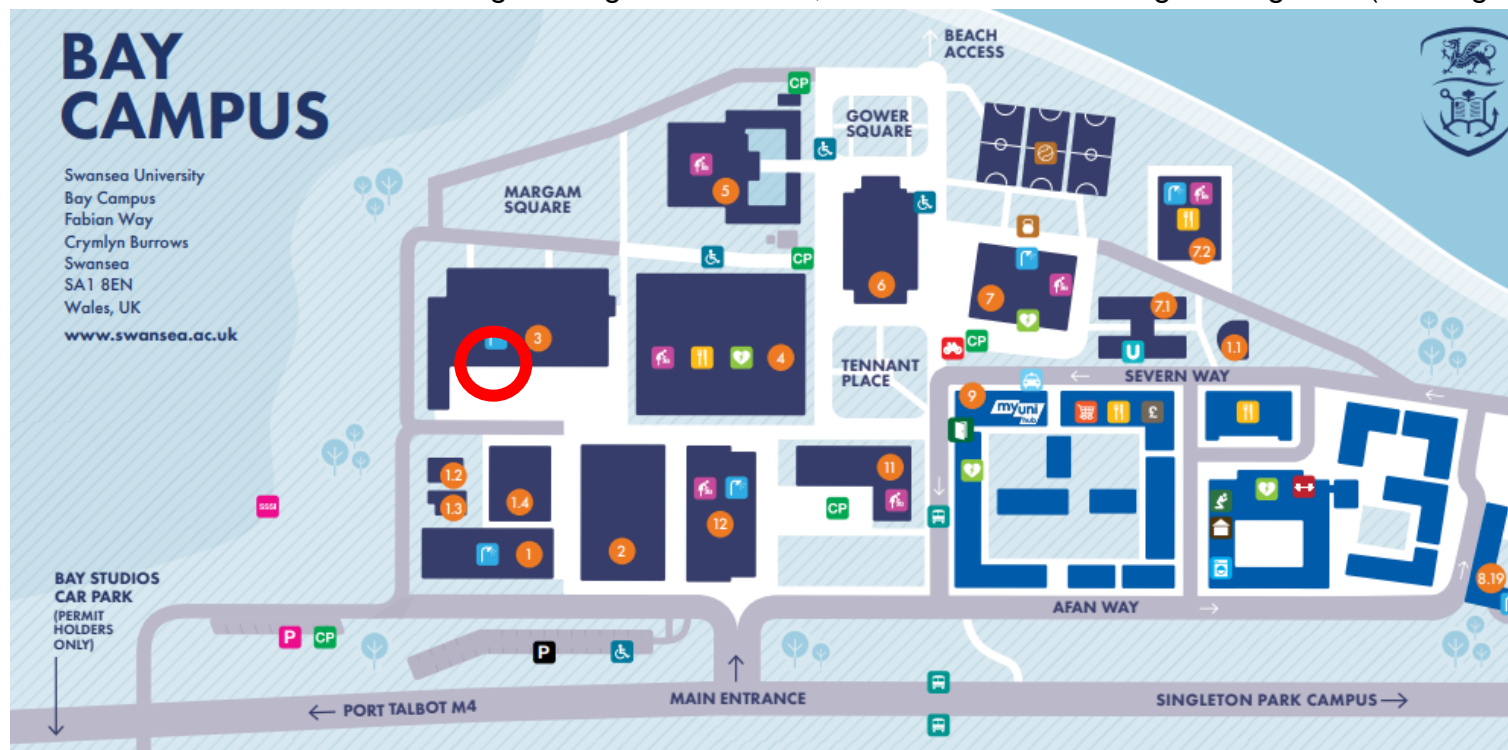 BAY
CAMPUS
Swansea University
Bay Campus
Fabian Way
Crymlyn Burrows
Swansea
SA1 8EN
Wales, UK
www.swansea.ac.uk
BEACH
ACCESS
CP
GOWER
SQUARE
MARGAM
SQUARE
5
7.2
CP
6
7
7.1
3
4
CP
1.1
U
TENNANT
PLACE
SEVERN WAY
9
myuni
hub
£
11
1.2
1.3
1.4
SSSI
CP
12
1
2
8.19
BAY STUDIOS
CAR PARK
(PERMIT
HOLDERS
ONLY)
AFAN WAY
P
CP
P
MAIN ENTRANCE
SINGLETON PARK CAMPUS
PORT TALBOT M4